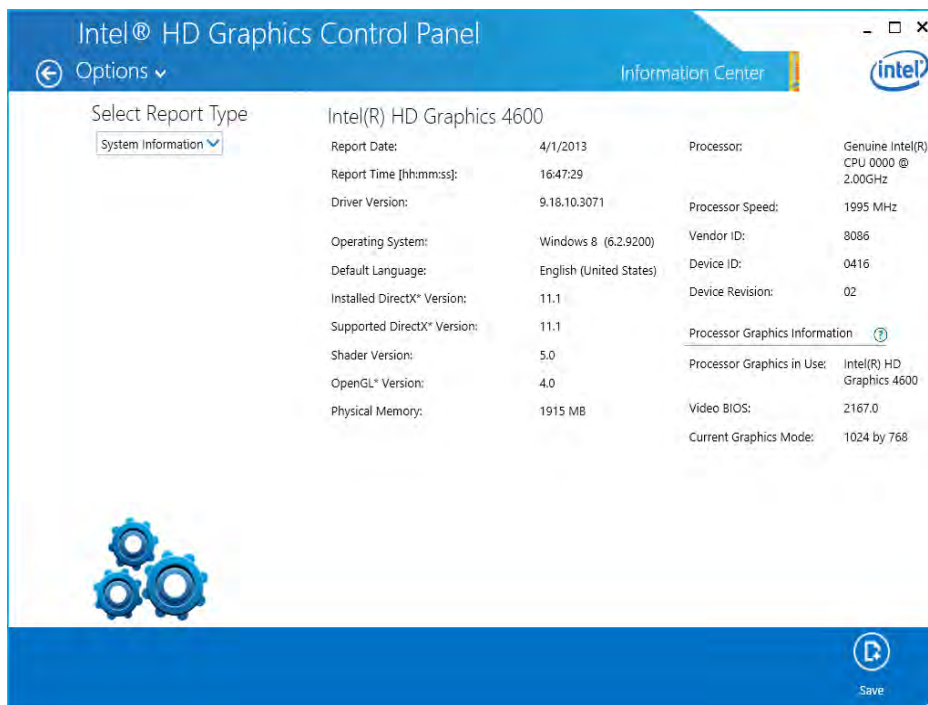 Intel® HD Graphics Control Panel
Options
Information Center
intel
Select Report Type
System Information
Intel(R) HD Graphics 4600
Report Date: 4/1/2013
Report Time [hh:mm:ss]: 16:47:29
Driver Version: 9.18.10.3071
Operating System: Windows 8 (6.2.9200)
Default Language: English (United States)
Installed DirectX* Version: 11.1
Supported DirectX* Version: 11.1
Shader Version: 5.0
OpenGL* Version: 4.0
Physical Memory: 1915 MB
Processor: Genuine Intel(R)
CPU 0000 @
2.00GHz
Processor Speed: 1995 MHz
Vendor ID: 8086
Device ID: 0416
Device Revision: 02
Processor Graphics Information ?
Processor Graphics in Use: Intel(R) HD
Graphics 4600
Video BIOS: 2167.0
Current Graphics Mode: 1024 by 768
Save